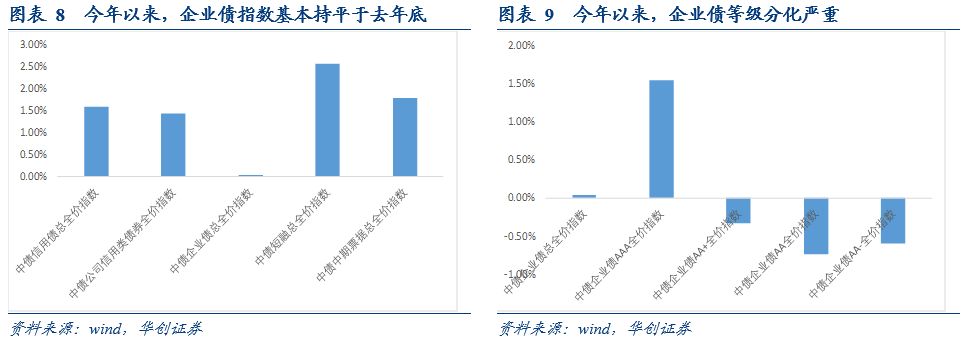 图表 8 今年以来，企业债指数基本持平于去年底
3.00%
2.50%
2.00%
1.50%
1.00%
0.50%
0.00%
中债信用债总全价指数
中债公司信用类债券全价指数
中债企业债总全价指数
中债短融总全价指数
中债中期票据总全价指数
资料来源：wind，华创证券
图表 9 今年以来，企业债等级分化严重
2.00%
1.50%
1.00%
0.50%
0.00%
-0.50%
-1.00%
中债企业债总全价指数
中债企业债AAA全价指数
中债企业债AA+全价指数
中债企业债AA全价指数
中债企业债AA-全价指数
资料来源：wind，华创证券